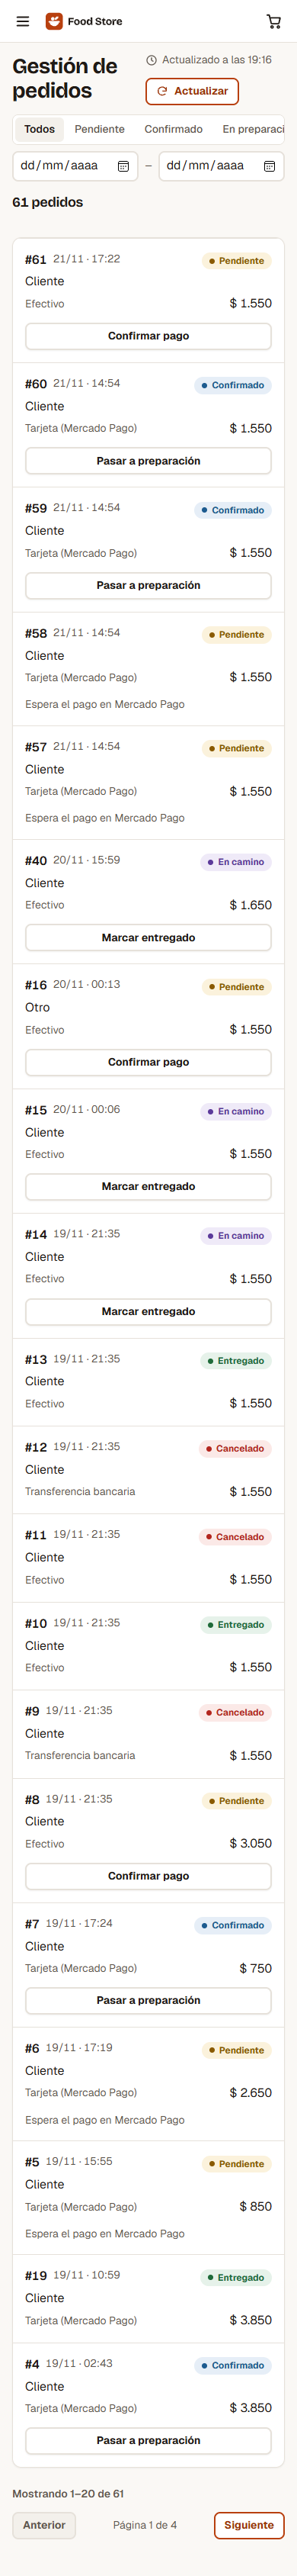 Food Store
Gestión de pedidos
Actualizado a las 19:16
Actualizar
Todos Pendiente Confirmado En preparaci
dd/mm/aaaa – dd/mm/aaaa
61 pedidos
#61 21/11 · 17:22 Pendiente
Cliente
Efectivo $ 1.550
Confirmar pago
#60 21/11 · 14:54 Confirmado
Cliente
Tarjeta (Mercado Pago) $ 1.550
Pasar a preparación
#59 21/11 · 14:54 Confirmado
Cliente
Tarjeta (Mercado Pago) $ 1.550
Pasar a preparación
#58 21/11 · 14:54 Pendiente
Cliente
Tarjeta (Mercado Pago) $ 1.550
Espera el pago en Mercado Pago
#57 21/11 · 14:54 Pendiente
Cliente
Tarjeta (Mercado Pago) $ 1.550
Espera el pago en Mercado Pago
#40 20/11 · 15:59 En camino
Cliente
Efectivo $ 1.650
Marcar entregado
#16 20/11 · 00:13 Pendiente
Otro
Efectivo $ 1.550
Confirmar pago
#15 20/11 · 00:06 En camino
Cliente
Efectivo $ 1.550
Marcar entregado
#14 19/11 · 21:35 En camino
Cliente
Efectivo $ 1.550
Marcar entregado
#13 19/11 · 21:35 Entregado
Cliente
Efectivo $ 1.550
#12 19/11 · 21:35 Cancelado
Cliente
Transferencia bancaria $ 1.550
#11 19/11 · 21:35 Cancelado
Cliente
Efectivo $ 1.550
#10 19/11 · 21:35 Entregado
Cliente
Efectivo $ 1.550
#9 19/11 · 21:35 Cancelado
Cliente
Transferencia bancaria $ 1.550
#8 19/11 · 21:35 Pendiente
Cliente
Efectivo $ 3.050
Confirmar pago
#7 19/11 · 17:24 Confirmado
Cliente
Tarjeta (Mercado Pago) $ 750
Pasar a preparación
#6 19/11 · 17:19 Pendiente
Cliente
Tarjeta (Mercado Pago) $ 2.650
Espera el pago en Mercado Pago
#5 19/11 · 15:55 Pendiente
Cliente
Tarjeta (Mercado Pago) $ 850
Espera el pago en Mercado Pago
#19 19/11 · 10:59 Entregado
Cliente
Tarjeta (Mercado Pago) $ 3.850
#4 19/11 · 02:43 Confirmado
Cliente
Tarjeta (Mercado Pago) $ 3.850
Pasar a preparación
Mostrando 1–20 de 61
Anterior Página 1 de 4 Siguiente